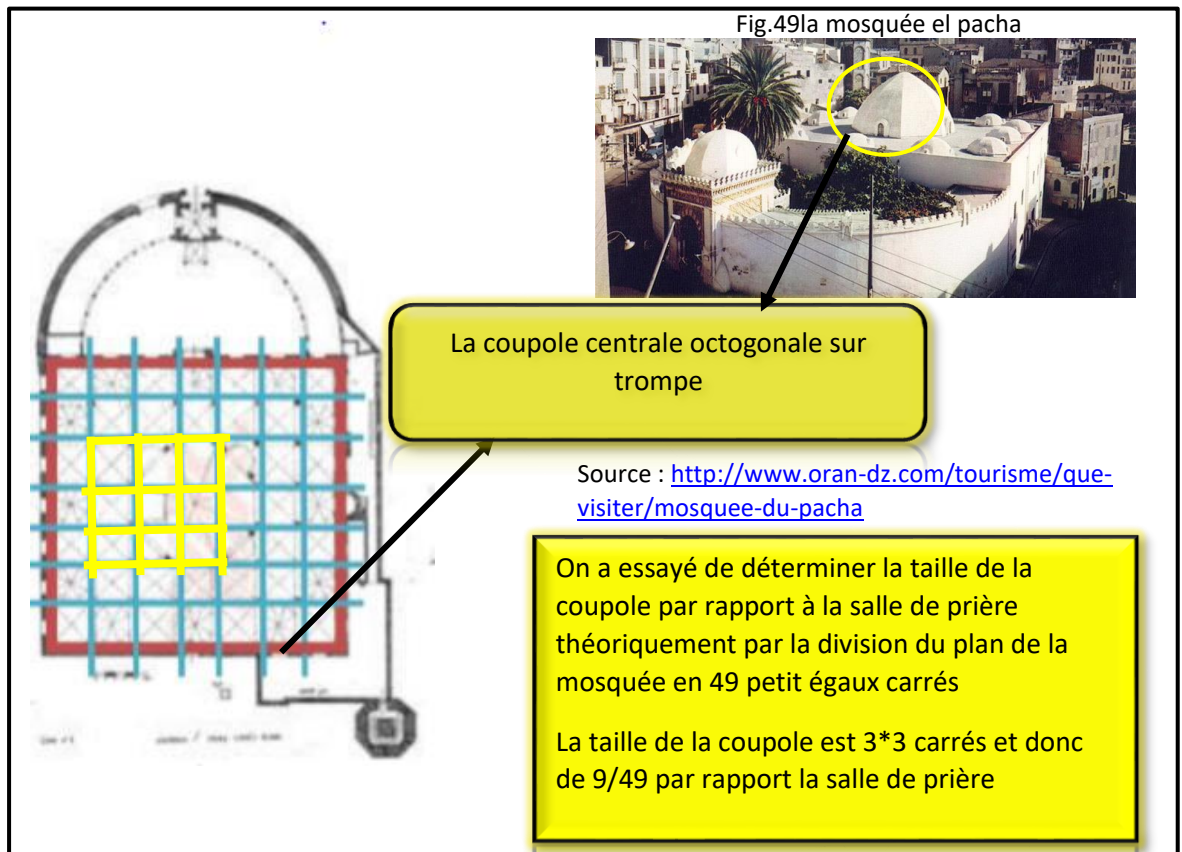 Fig.49la mosquée el pacha
La coupole centrale octogonale sur
trompe
Source : http://www.oran-dz.com/tourisme/que-
visiter/mosquee-du-pacha
On a essayé de déterminer la taille de la
coupole par rapport à la salle de prière
théoriquement par la division du plan de la
mosquée en 49 petit égaux carrés
La taille de la coupole est 3*3 carrés et donc
de 9/49 par rapport la salle de prière